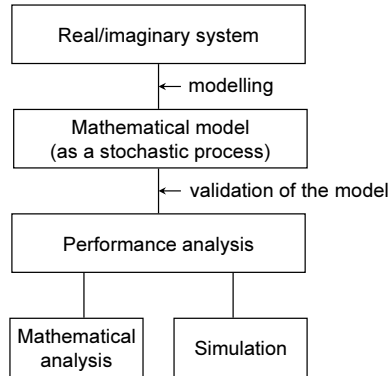 Real/imaginary system
modelling
Mathematical model
(as a stochastic process)
validation of the model
Performance analysis
Mathematical
analysis
Simulation